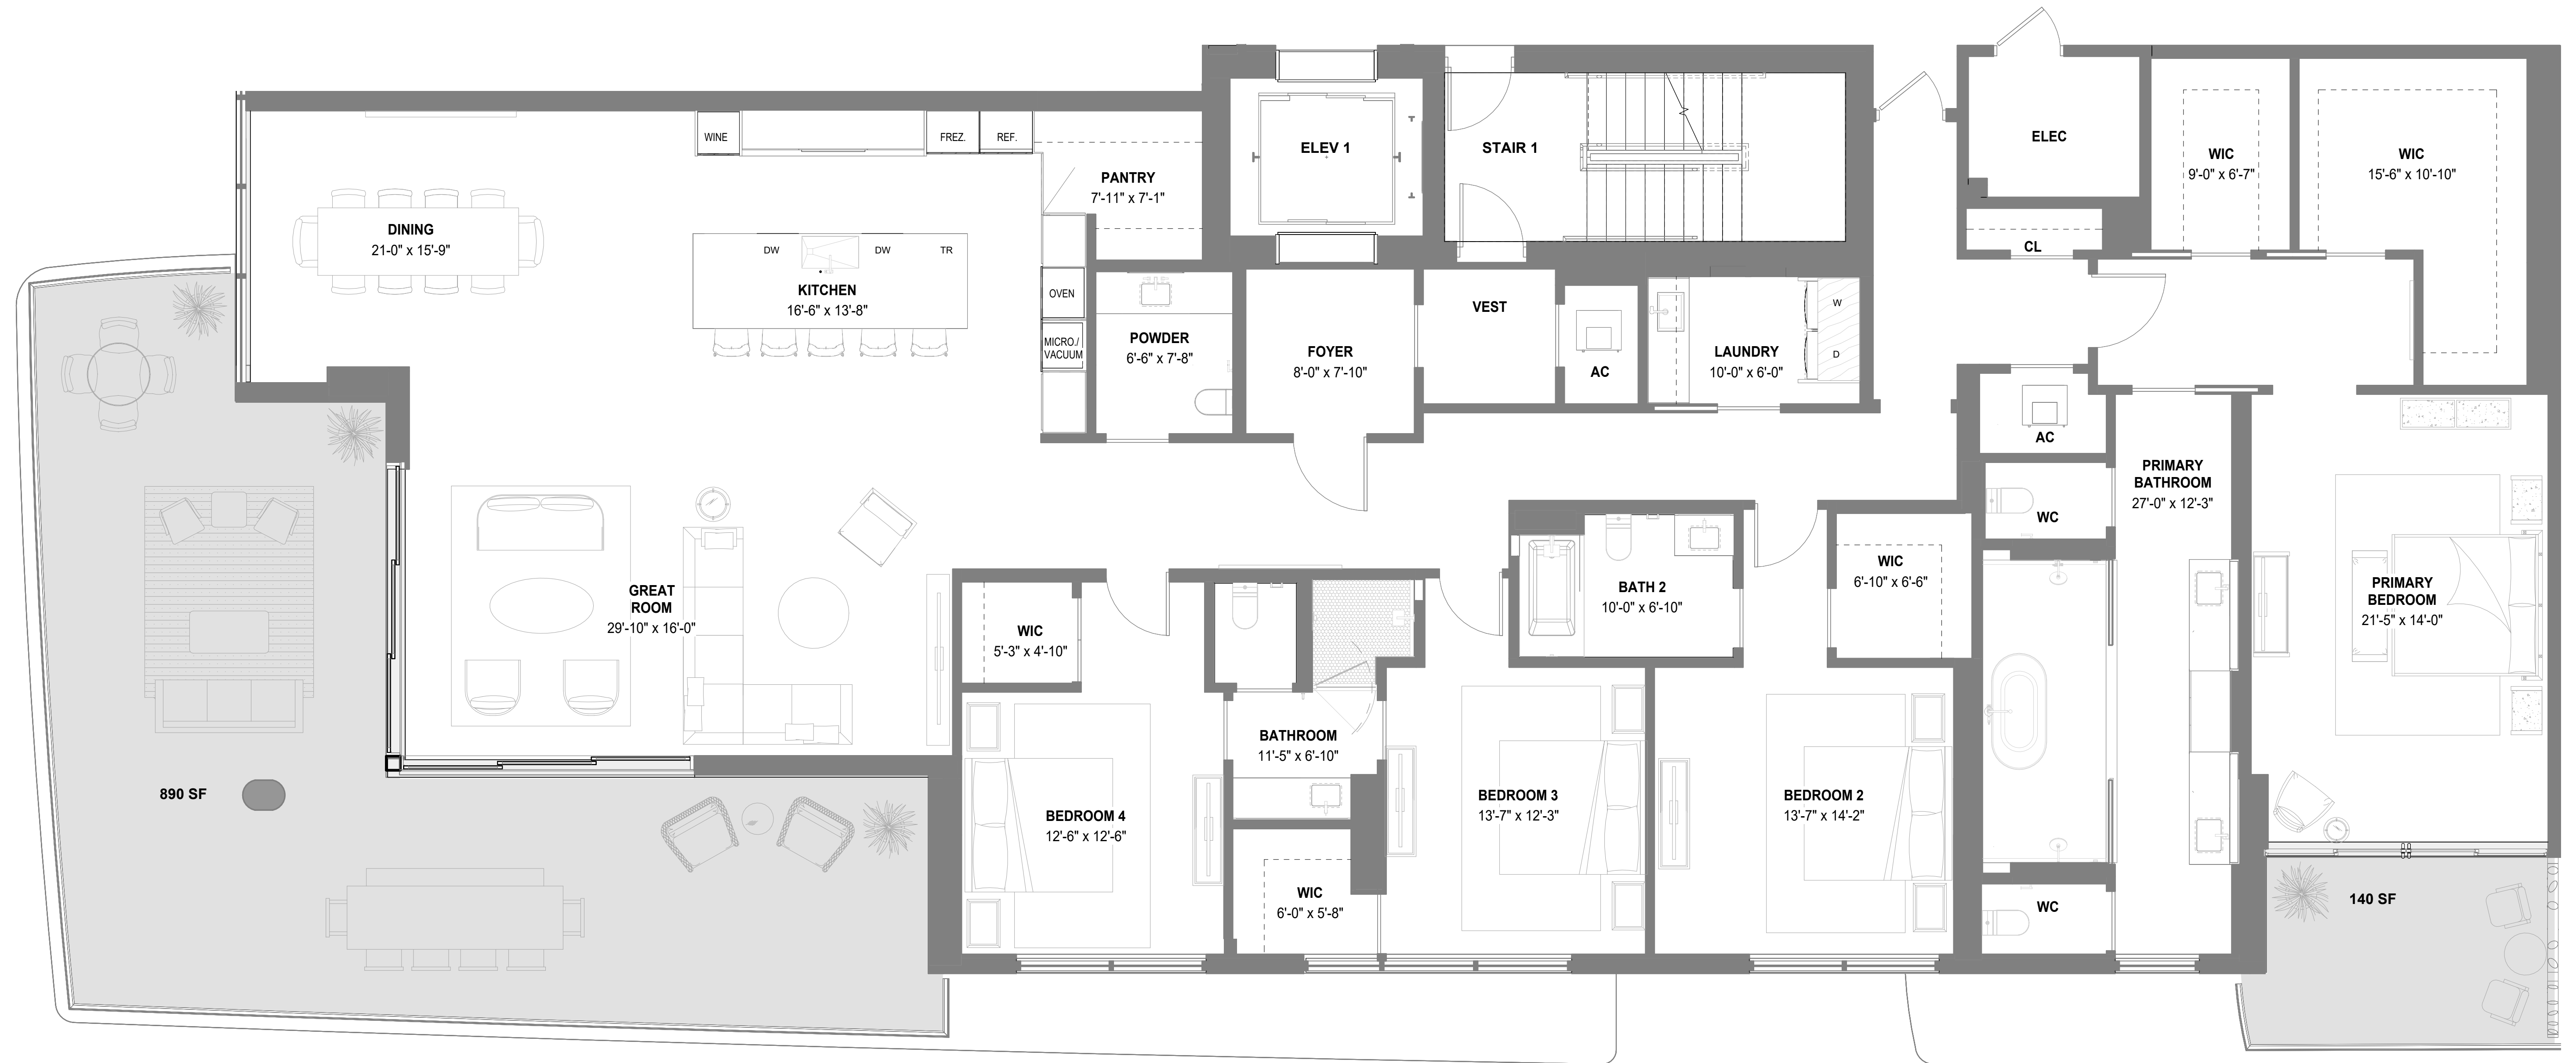 WINE
FREZ.
REF.
PANTRY
7'-11" x 7'-1"
ELEV 1
STAIR 1
ELEC
WIC
9'-0" x 6'-7"
WIC
15'-6" x 10'-10"
DINING
21-0" x 15'-9"
DW
DW
TR
KITCHEN
16'-6" x 13'-8"
OVEN
MICRO./
VACUUM
POWDER
6'-6" x 7'-8"
FOYER
8'-0" x 7'-10"
VEST
AC
LAUNDRY
10'-0" x 6'-0"
W
D
CL
AC
WC
PRIMARY
BATHROOM
27'-0" x 12'-3"
GREAT
ROOM
29'-10" x 16'-0"
WIC
5'-3" x 4'-10"
BATH 2
10'-0" x 6'-10"
WIC
6'-10" x 6'-6"
PRIMARY
BEDROOM
21'-5" x 14'-0"
BATHROOM
11'-5" x 6'-10"
890 SF
BEDROOM 4
12'-6" x 12'-6"
BEDROOM 3
13'-7" x 12'-3"
BEDROOM 2
13'-7" x 14'-2"
WIC
6'-0" x 5'-8"
WC
140 SF